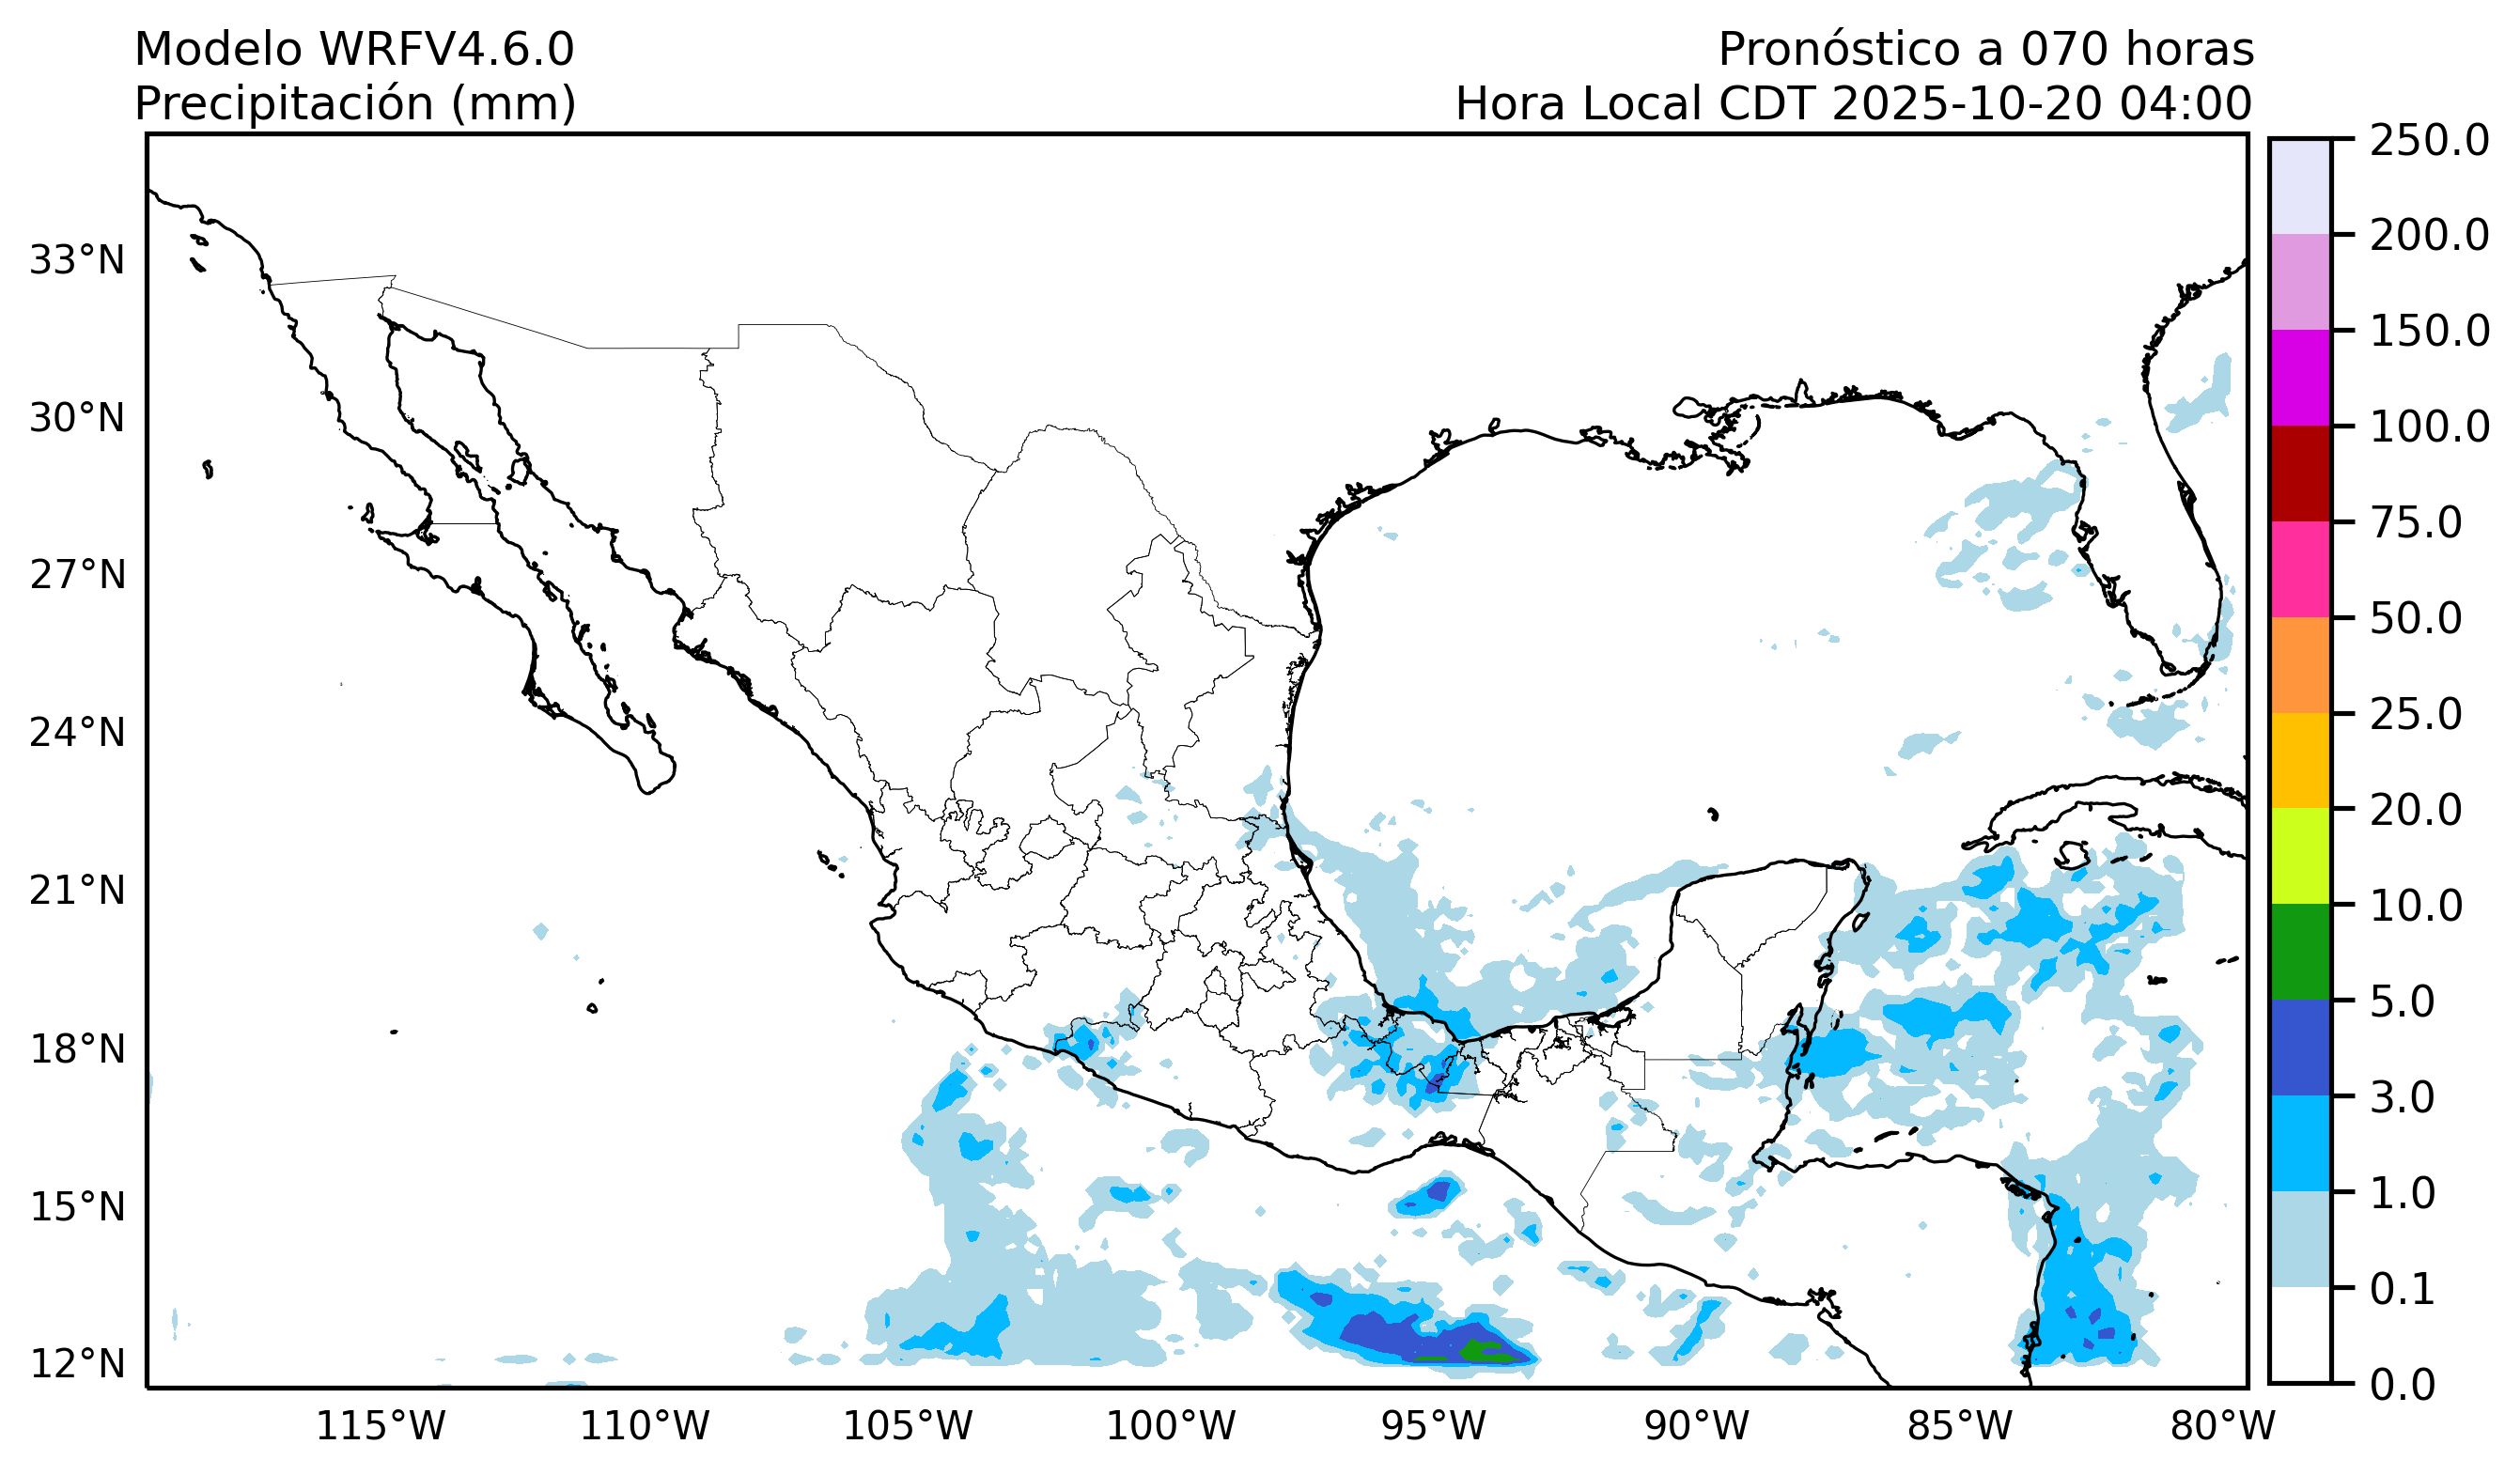 Modelo WRFV4.6.0
Precipitación (mm)
Pronóstico a 070 horas
Hora Local CDT 2025-10-20 04:00
33°N
30°N
27°N
24°N
21°N
18°N
15°N
12°N
115°W
110°W
105°W
100°W
95°W
90°W
85°W
80°W
250.0
200.0
150.0
100.0
75.0
50.0
25.0
20.0
10.0
5.0
3.0
1.0
0.1
0.0